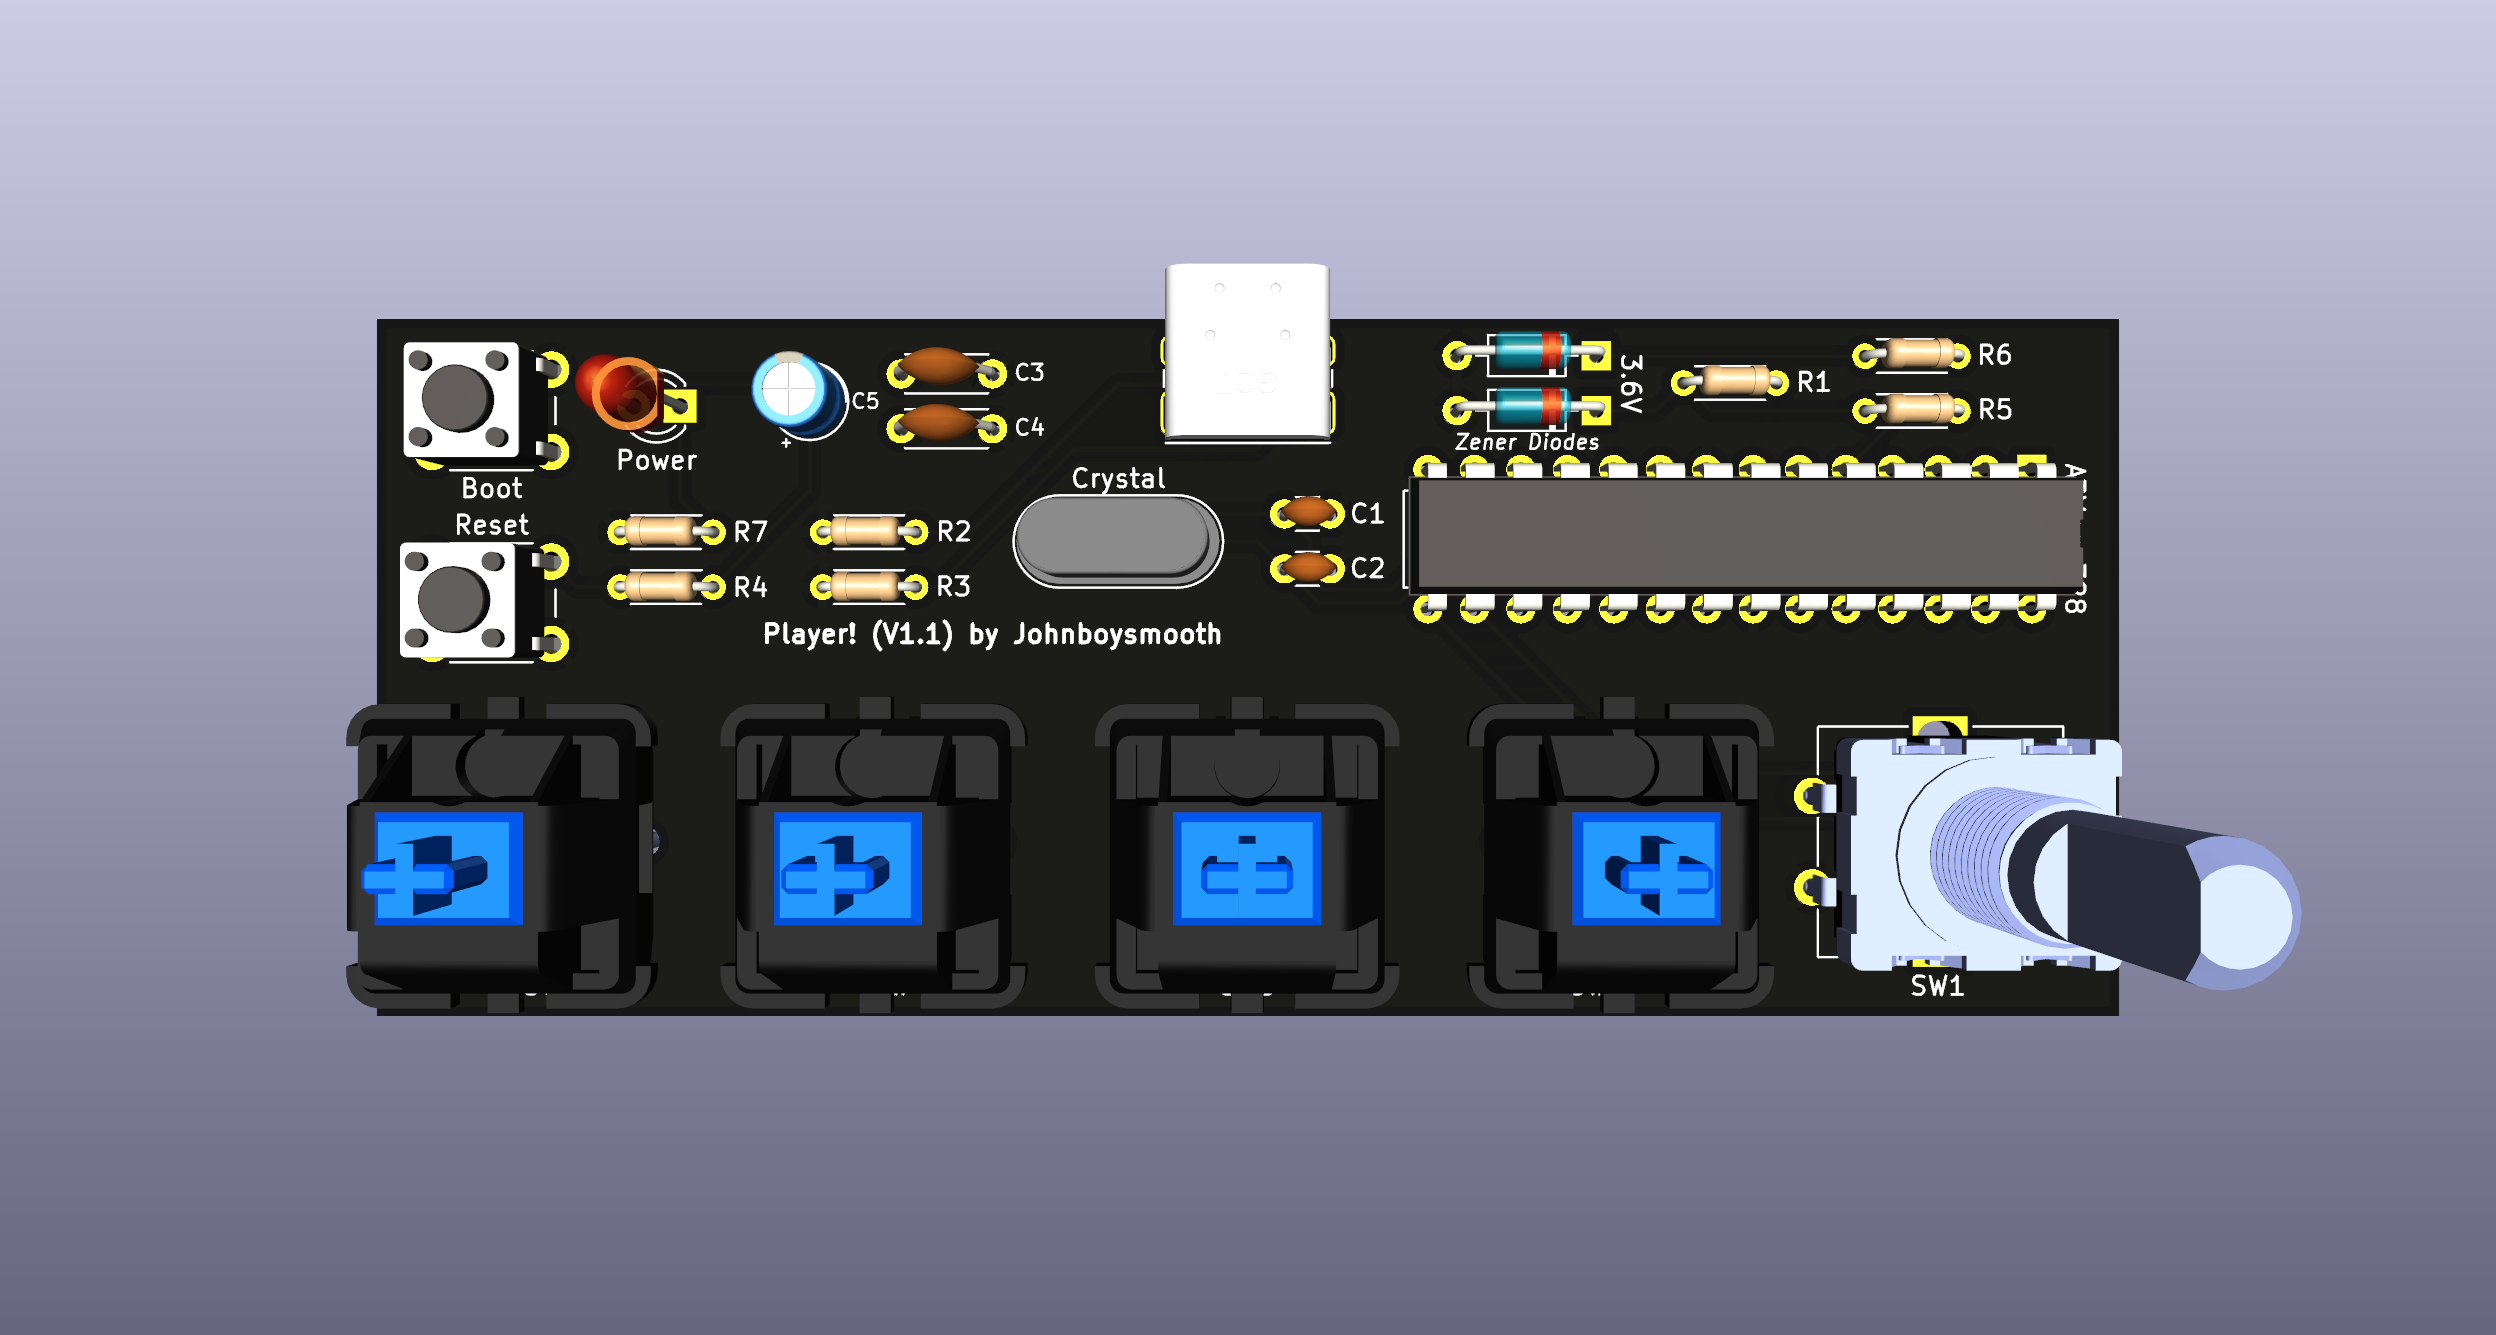 C3
C5
C4
Power
Boot
Reset
3.6V
Zener Diodes
R6
R1
R5
Crystal
C1
C2
R7
R2
R4
R3
Player! (V1.1) by Johnboysmooth
SW1